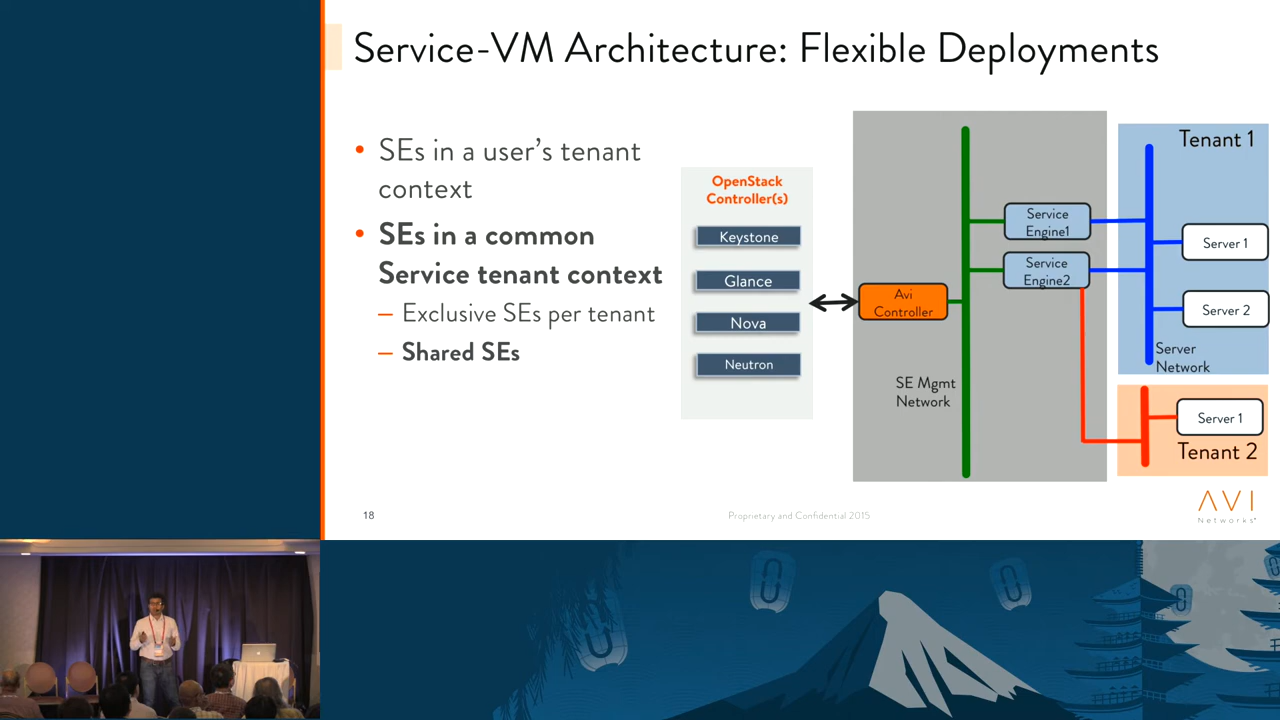 Service-VM Architecture: Flexible Deployments
• SEs in a user's tenant
context
• SEs in a common
Service tenant context
– Exclusive SEs per tenant
– Shared SEs
OpenStack
Controller(s)
Keystone
Glance
Nova
Neutron
Avi
Controller
SE Mgmt
Network
Service
Engine1
Service
Engine2
Tenant 1
Server 1
Server 2
Server
Network
Server 1
Tenant 2
18
Proprietary and Confidential 2015
AVI
Networks